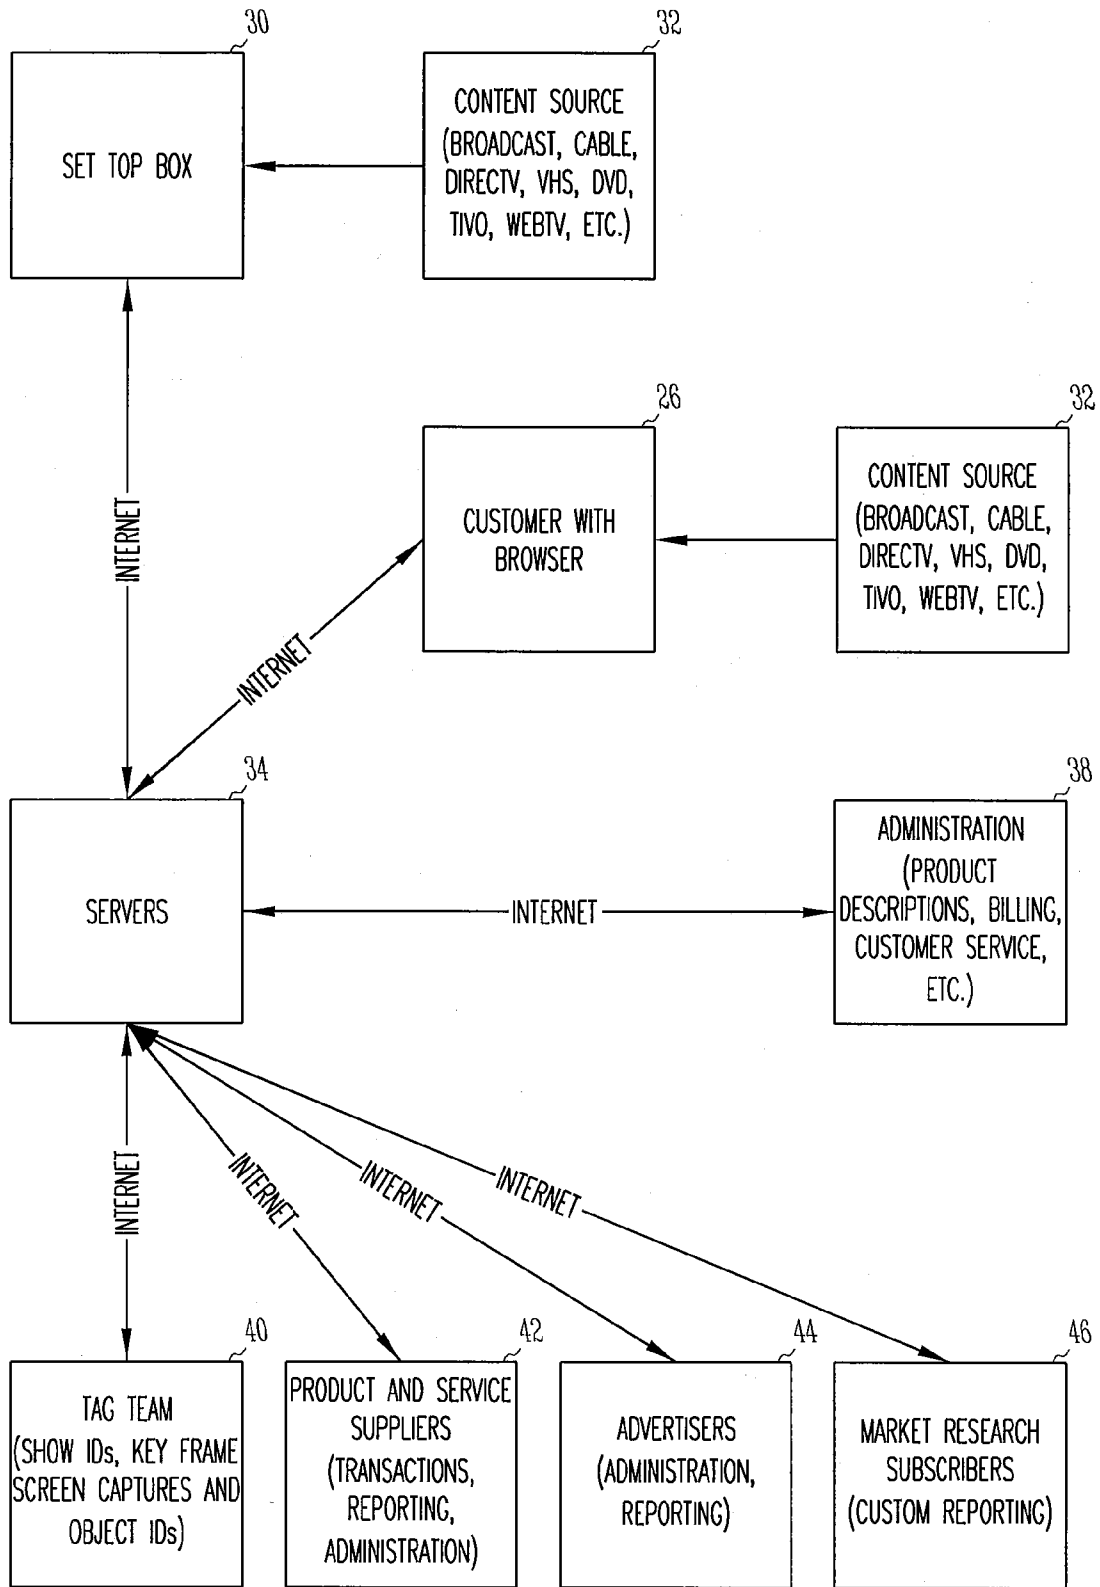 30
SET TOP BOX
32
CONTENT SOURCE
(BROADCAST, CABLE,
DIRECTV, VHS, DVD,
TIVO, WEBTV, ETC.)
INTERNET
26
CUSTOMER WITH
BROWSER
32
CONTENT SOURCE
(BROADCAST, CABLE,
DIRECTV, VHS, DVD,
TIVO, WEBTV, ETC.)
INTERNET
34
SERVERS
INTERNET
38
ADMINISTRATION
(PRODUCT
DESCRIPTIONS, BILLING,
CUSTOMER SERVICE,
ETC.)
INTERNET
INTERNET
INTERNET
INTERNET
40
TAG TEAM
(SHOW IDs, KEY FRAME
SCREEN CAPTURES AND
OBJECT IDs)
42
PRODUCT AND SERVICE
SUPPLIERS
(TRANSACTIONS,
REPORTING,
ADMINISTRATION)
44
ADVERTISERS
(ADMINISTRATION,
REPORTING)
46
MARKET RESEARCH
SUBSCRIBERS
(CUSTOM REPORTING)